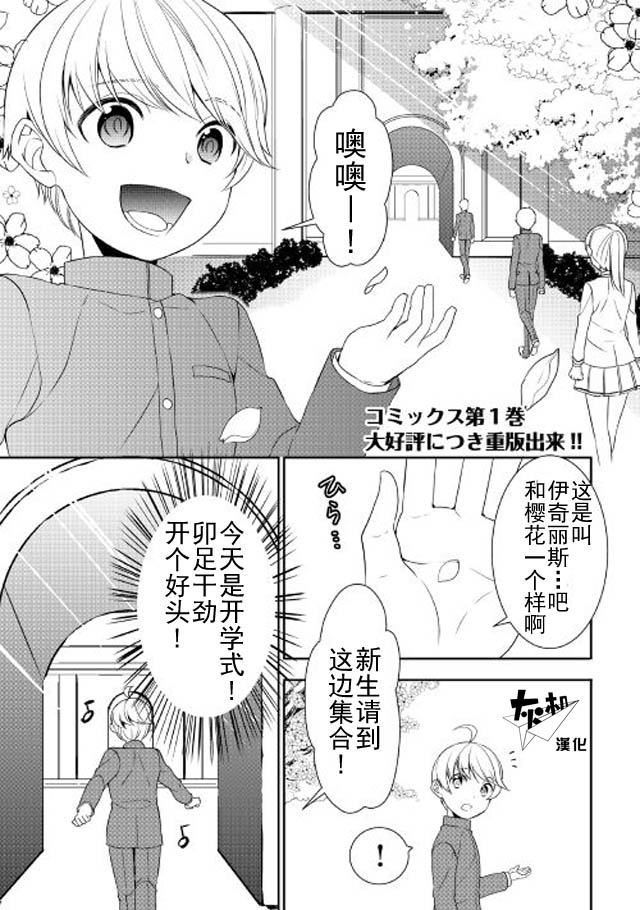 噢噢ー！
コミックス第１巻
大好評につき重版出来!!
这是叫
伊奇丽斯…吧
和樱花一个样啊
ひら…
新生请到
这边集合！
！
灰机
漢化
今天是开学式！
卯足干劲
开个好头！
♪
♪